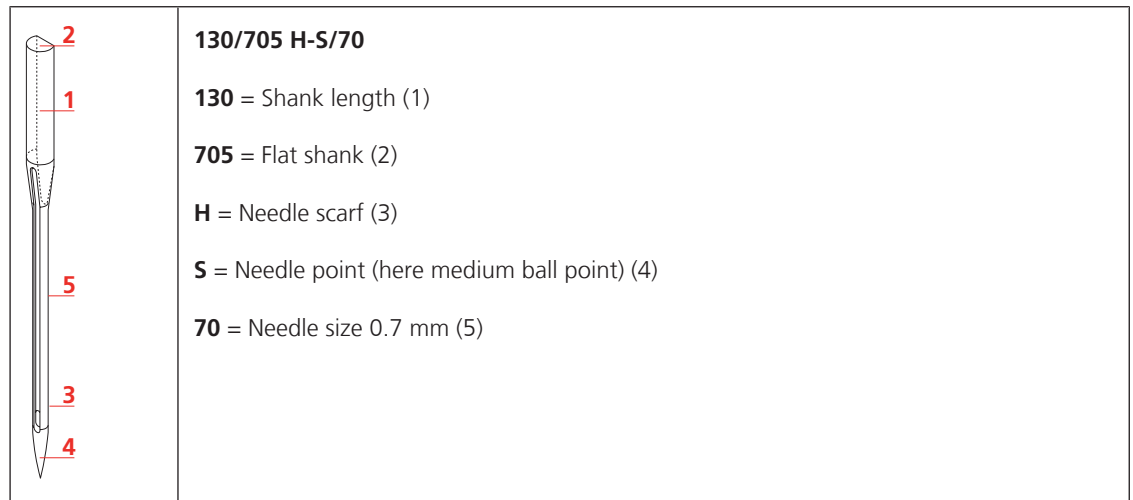 2
1
5
3
4
130/705 H-S/70
130 = Shank length (1)
705 = Flat shank (2)
H = Needle scarf (3)
S = Needle point (here medium ball point) (4)
70 = Needle size 0.7 mm (5)